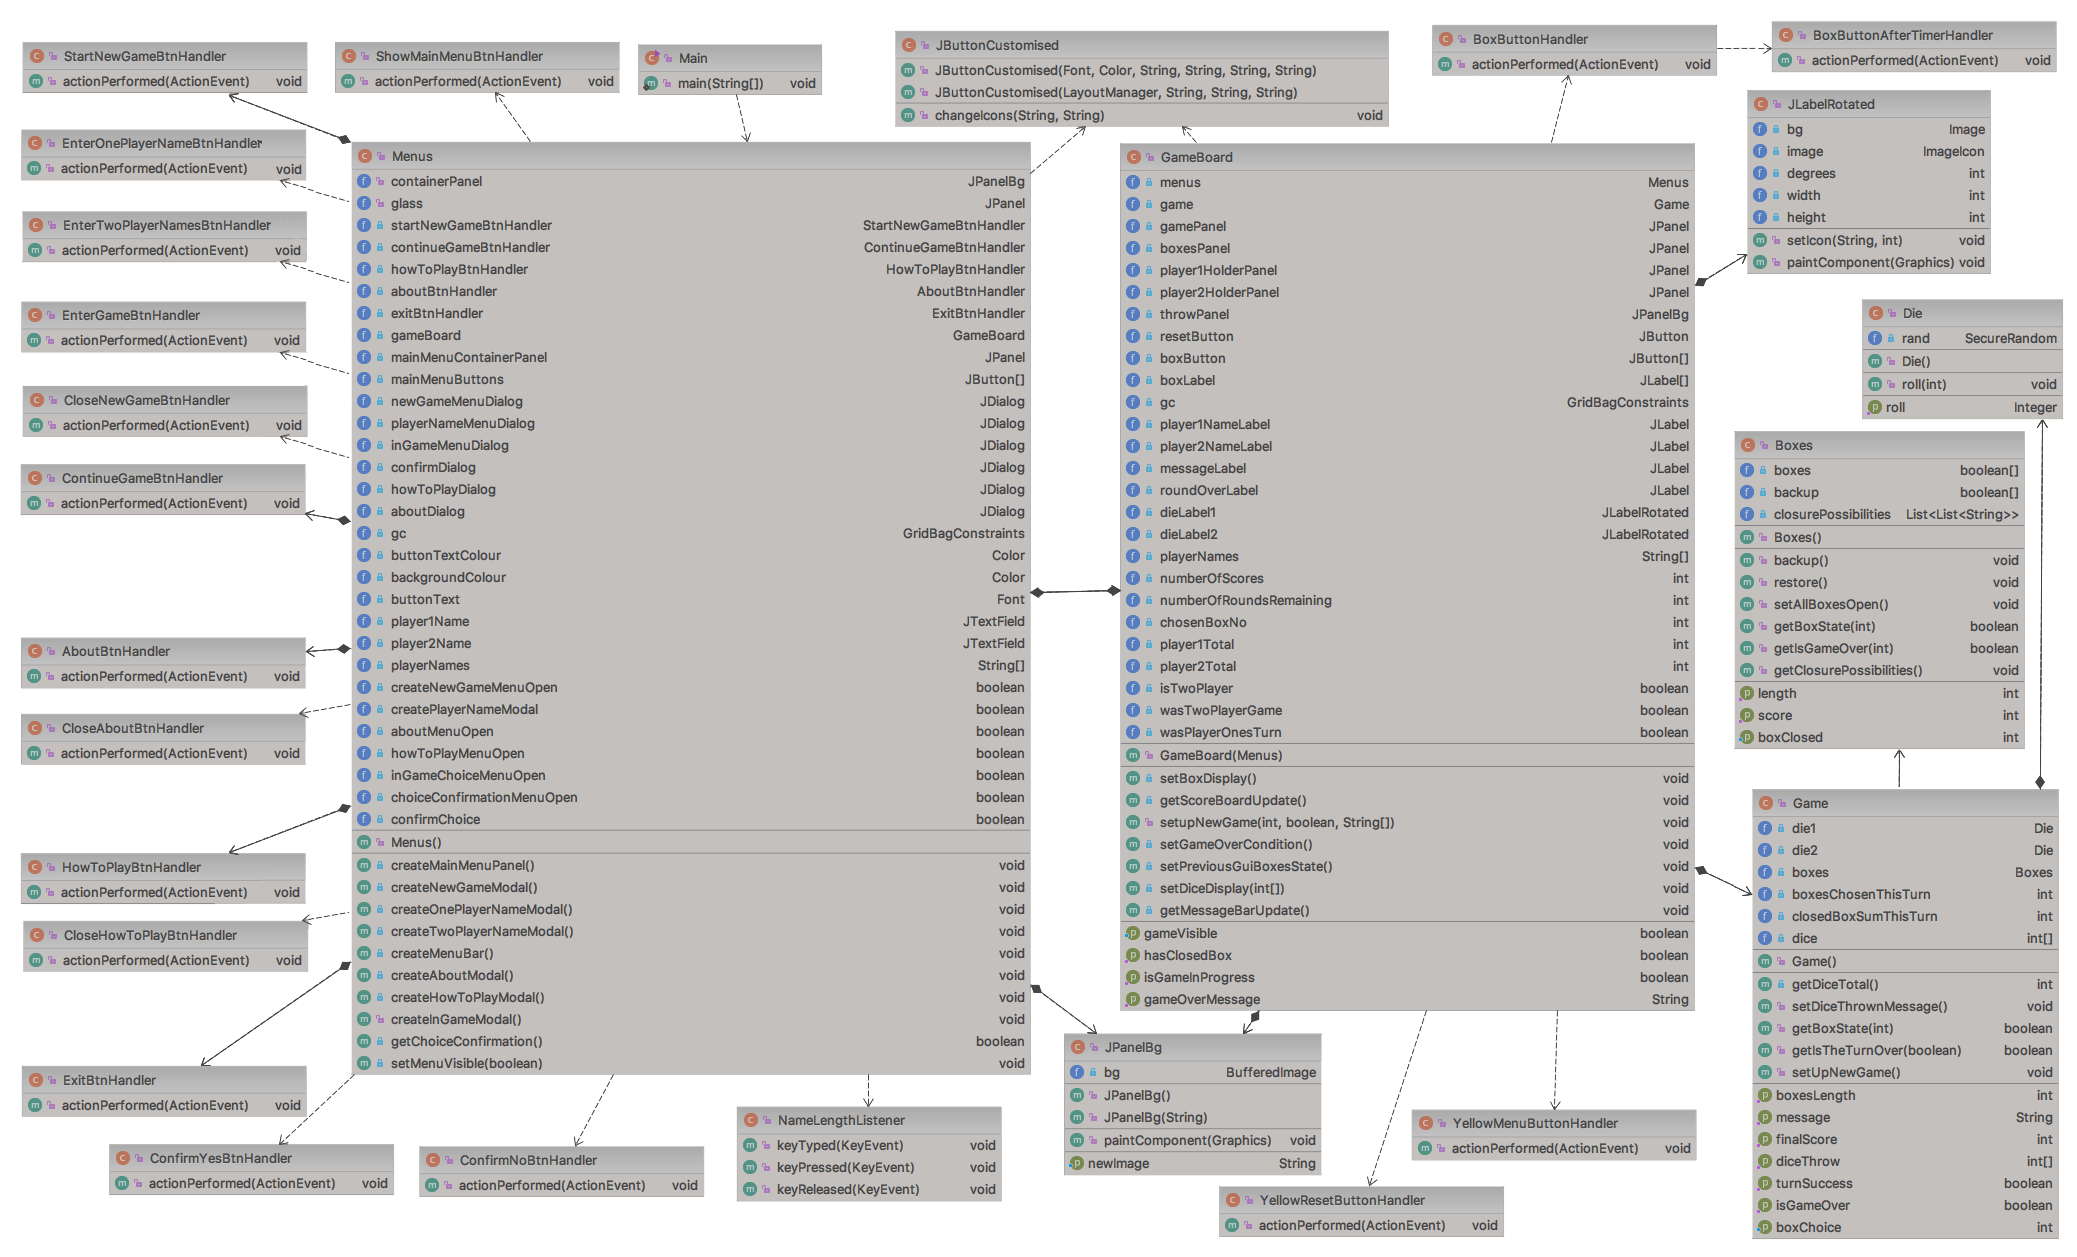 StartNewGameBtnHandler
actionPerformed(ActionEvent) void
ShowMainMenuBtnHandler
actionPerformed(ActionEvent) void
Main
main(String[]) void
JButtonCustomised
JButtonCustomised(Font, Color, String, String, String, String)
JButtonCustomised(LayoutManager, String, String, String)
changeIcons(String, String) void
BoxButtonHandler
actionPerformed(ActionEvent) void
BoxButtonAfterTimerHandler
actionPerformed(ActionEvent) void
EnterOnePlayerNameBtnHandler
actionPerformed(ActionEvent) void
EnterTwoPlayerNamesBtnHandler
actionPerformed(ActionEvent) void
EnterGameBtnHandler
actionPerformed(ActionEvent) void
CloseNewGameBtnHandler
actionPerformed(ActionEvent) void
ContinueGameBtnHandler
actionPerformed(ActionEvent) void
AboutBtnHandler
actionPerformed(ActionEvent) void
CloseAboutBtnHandler
actionPerformed(ActionEvent) void
HowToPlayBtnHandler
actionPerformed(ActionEvent) void
CloseHowToPlayBtnHandler
actionPerformed(ActionEvent) void
ExitBtnHandler
actionPerformed(ActionEvent) void
ConfirmYesBtnHandler
actionPerformed(ActionEvent) void
ConfirmNoBtnHandler
actionPerformed(ActionEvent) void
Menus
containerPanel JPanelBg
glass JPanel
startNewGameBtnHandler StartNewGameBtnHandler
continueGameBtnHandler ContinueGameBtnHandler
howToPlayBtnHandler HowToPlayBtnHandler
aboutBtnHandler AboutBtnHandler
exitBtnHandler ExitBtnHandler
gameBoard GameBoard
mainMenuContainerPanel JPanel
mainMenuButtons JButton[]
newGameMenuDialog JDialog
playerNameMenuDialog JDialog
inGameMenuDialog JDialog
confirmDialog JDialog
howToPlayDialog JDialog
aboutDialog JDialog
gc GridBagConstraints
buttonTextColour Color
backgroundColour Color
buttonText Font
player1Name JTextField
player2Name JTextField
playerNames String[]
createNewGameMenuOpen boolean
createPlayerNameModal boolean
aboutMenuOpen boolean
howToPlayMenuOpen boolean
inGameChoiceMenuOpen boolean
choiceConfirmationMenuOpen boolean
confirmChoice boolean
Menus()
createMainMenuPanel() void
createNewGameModal() void
createOnePlayerNameModal() void
createTwoPlayerNameModal() void
createMenuBar() void
createAboutModal() void
createHowToPlayModal() void
createInGameModal() void
getChoiceConfirmation() boolean
setMenuVisible(boolean) void
NameLengthListener
keyTyped(KeyEvent) void
keyPressed(KeyEvent) void
keyReleased(KeyEvent) void
GameBoard
menus Menus
game Game
gamePanel JPanel
boxesPanel JPanel
player1HolderPanel JPanel
player2HolderPanel JPanel
throwPanel JPanelBg
resetButton JButton
boxButton JButton[]
boxLabel JLabel[]
gc GridBagConstraints
player1NameLabel JLabel
player2NameLabel JLabel
messageLabel JLabel
roundOverLabel JLabel
dieLabel1 JLabelRotated
dieLabel2 JLabelRotated
playerNames String[]
numberOfScores int
numberOfRoundsRemaining int
chosenBoxNo int
player1Total int
player2Total int
isTwoPlayer boolean
wasTwoPlayerGame boolean
wasPlayerOnesTurn boolean
GameBoard(Menus)
setBoxDisplay() void
getScoreBoardUpdate() void
setupNewGame(int, boolean, String[]) void
setGameOverCondition() void
setPreviousGuiBoxesState() void
setDiceDisplay(int[]) void
getMessageBarUpdate() void
gameVisible boolean
hasClosedBox boolean
isGameInProgress boolean
gameOverMessage String
JPanelBg
bg BufferedImage
JPanelBg()
JPanelBg(String)
paintComponent(Graphics) void
newImage String
YellowMenuButtonHandler
actionPerformed(ActionEvent) void
YellowResetButtonHandler
actionPerformed(ActionEvent) void
JLabelRotated
bg Image
image ImageIcon
degrees int
width int
height int
setIcon(String, int) void
paintComponent(Graphics) void
Die
rand SecureRandom
Die()
roll(int) void
roll Integer
Boxes
boxes boolean[]
backup boolean[]
closurePossibilities List<List<String>>
Boxes()
backup() void
restore() void
setAllBoxesOpen() void
getBoxState(int) boolean
getIsGameOver(int) boolean
getClosurePossibilities() void
length int
score int
boxClosed int
Game
die1 Die
die2 Die
boxes Boxes
boxesChosenThisTurn int
closedBoxSumThisTurn int
dice int[]
Game()
getDiceTotal() int
setDiceThrownMessage() void
getBoxState(int) boolean
getIsTheTurnOver(boolean) boolean
setUpNewGame() void
boxesLength int
message String
finalScore int
diceThrow int[]
turnSuccess boolean
isGameOver boolean
boxChoice int